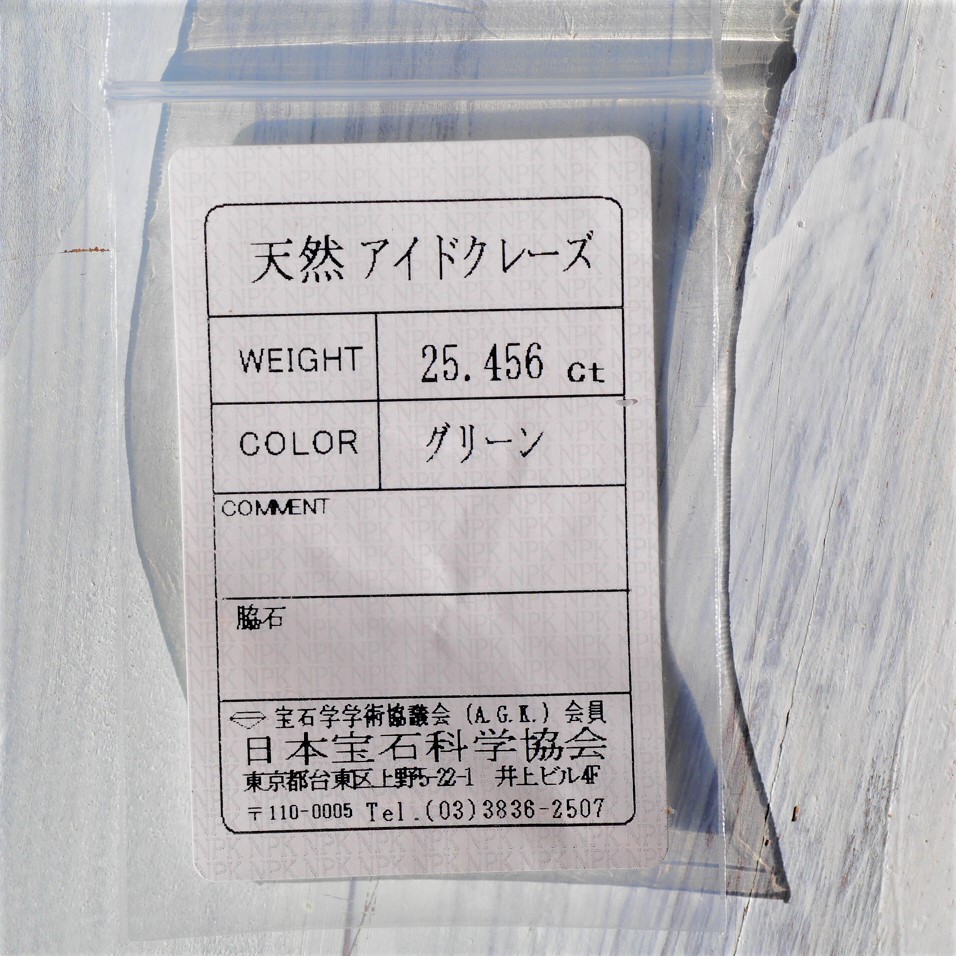 天然 アイドクレーズ
WEIGHT 25.456 ct
COLOR グリーン
COMMENT
脇石
宝石学学術協議会 (A.G.K.) 会員
日本宝石科学協会
東京都台東区上野5-22-1 井上ビル4F
〒110-0005 Tel.(03)3836-2507